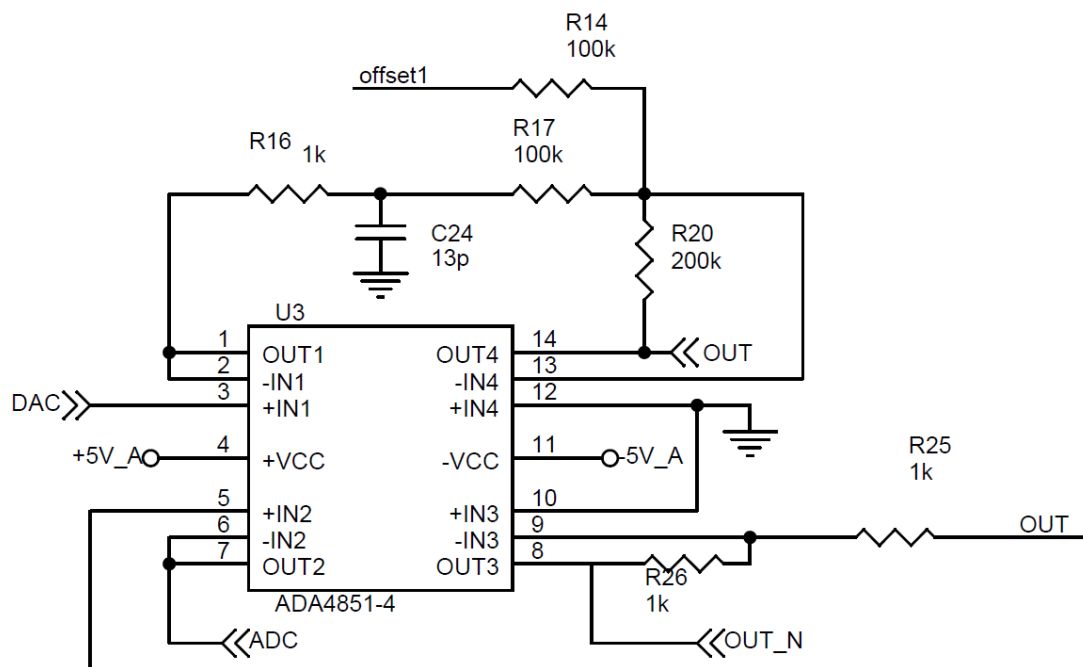 R14
100k
offset1
R17
100k
R16
1k
C24
13p
R20
200k
U3
1 OUT1 OUT4 14 OUT
2 -IN1 -IN4 13
DAC 3 +IN1 +IN4 12
+5V_A 4 +VCC -VCC 11 -5V_A
R25
1k
5 +IN2 +IN3 10
6 -IN2 -IN3 9 OUT
7 OUT2 OUT3 8
R26
1k
ADA4851-4
ADC OUT_N